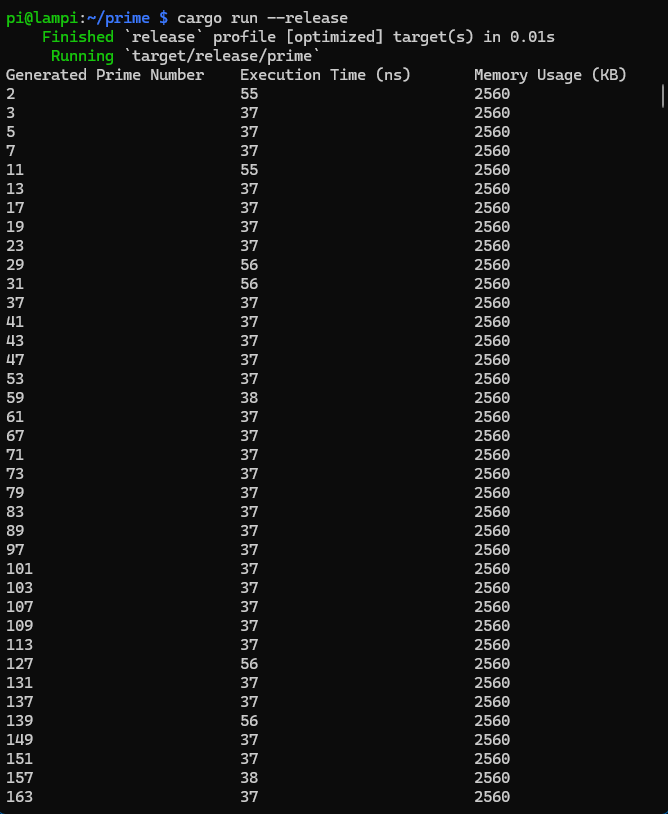 pi@lampi:~/prime $ cargo run --release
    Finished `release` profile [optimized] target(s) in 0.01s
     Running `target/release/prime`
Generated Prime Number    Execution Time (ns)       Memory Usage (KB)
2                         55                        2560
3                         37                        2560
5                         37                        2560
7                         37                        2560
11                        55                        2560
13                        37                        2560
17                        37                        2560
19                        37                        2560
23                        37                        2560
29                        56                        2560
31                        56                        2560
37                        37                        2560
41                        37                        2560
43                        37                        2560
47                        37                        2560
53                        37                        2560
59                        38                        2560
61                        37                        2560
67                        37                        2560
71                        37                        2560
73                        37                        2560
79                        37                        2560
83                        37                        2560
89                        37                        2560
97                        37                        2560
101                       37                        2560
103                       37                        2560
107                       37                        2560
109                       37                        2560
113                       37                        2560
127                       56                        2560
131                       37                        2560
137                       37                        2560
139                       56                        2560
149                       37                        2560
151                       37                        2560
157                       38                        2560
163                       37                        2560